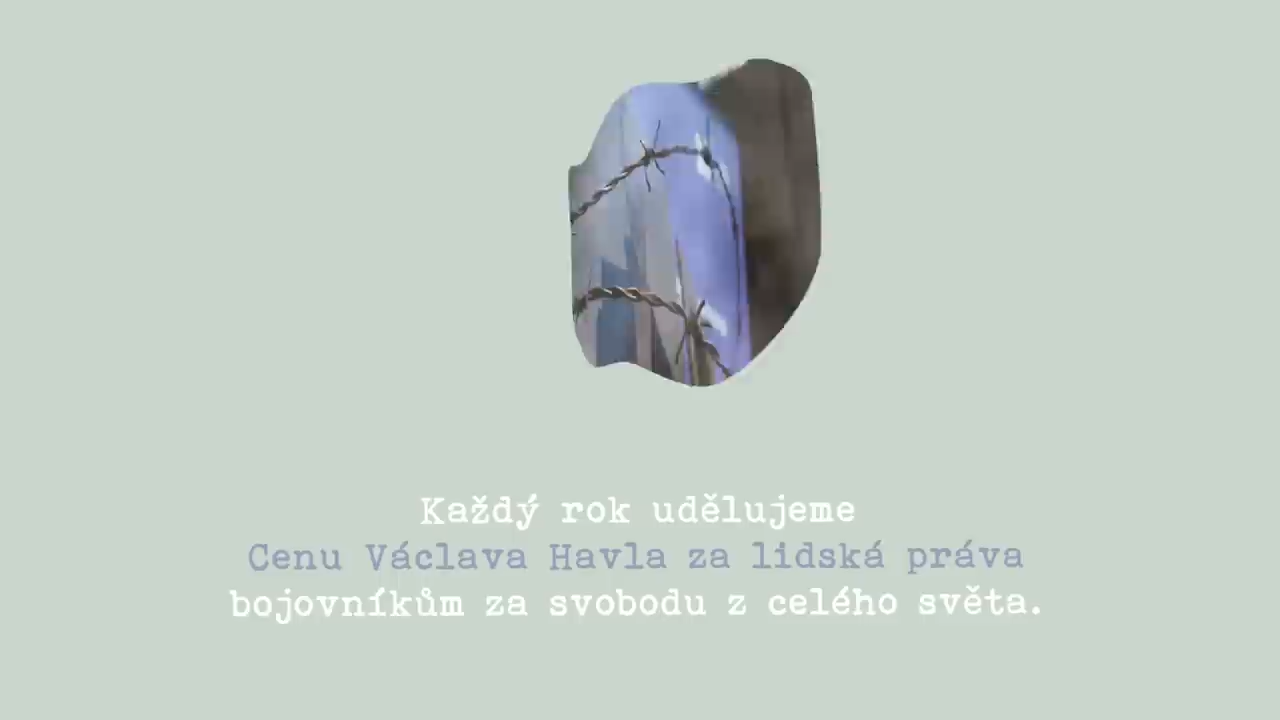 Každý rok udělujeme
Cenu Václava Havla za lidská práva
bojovníkům za svobodu z celého světa.